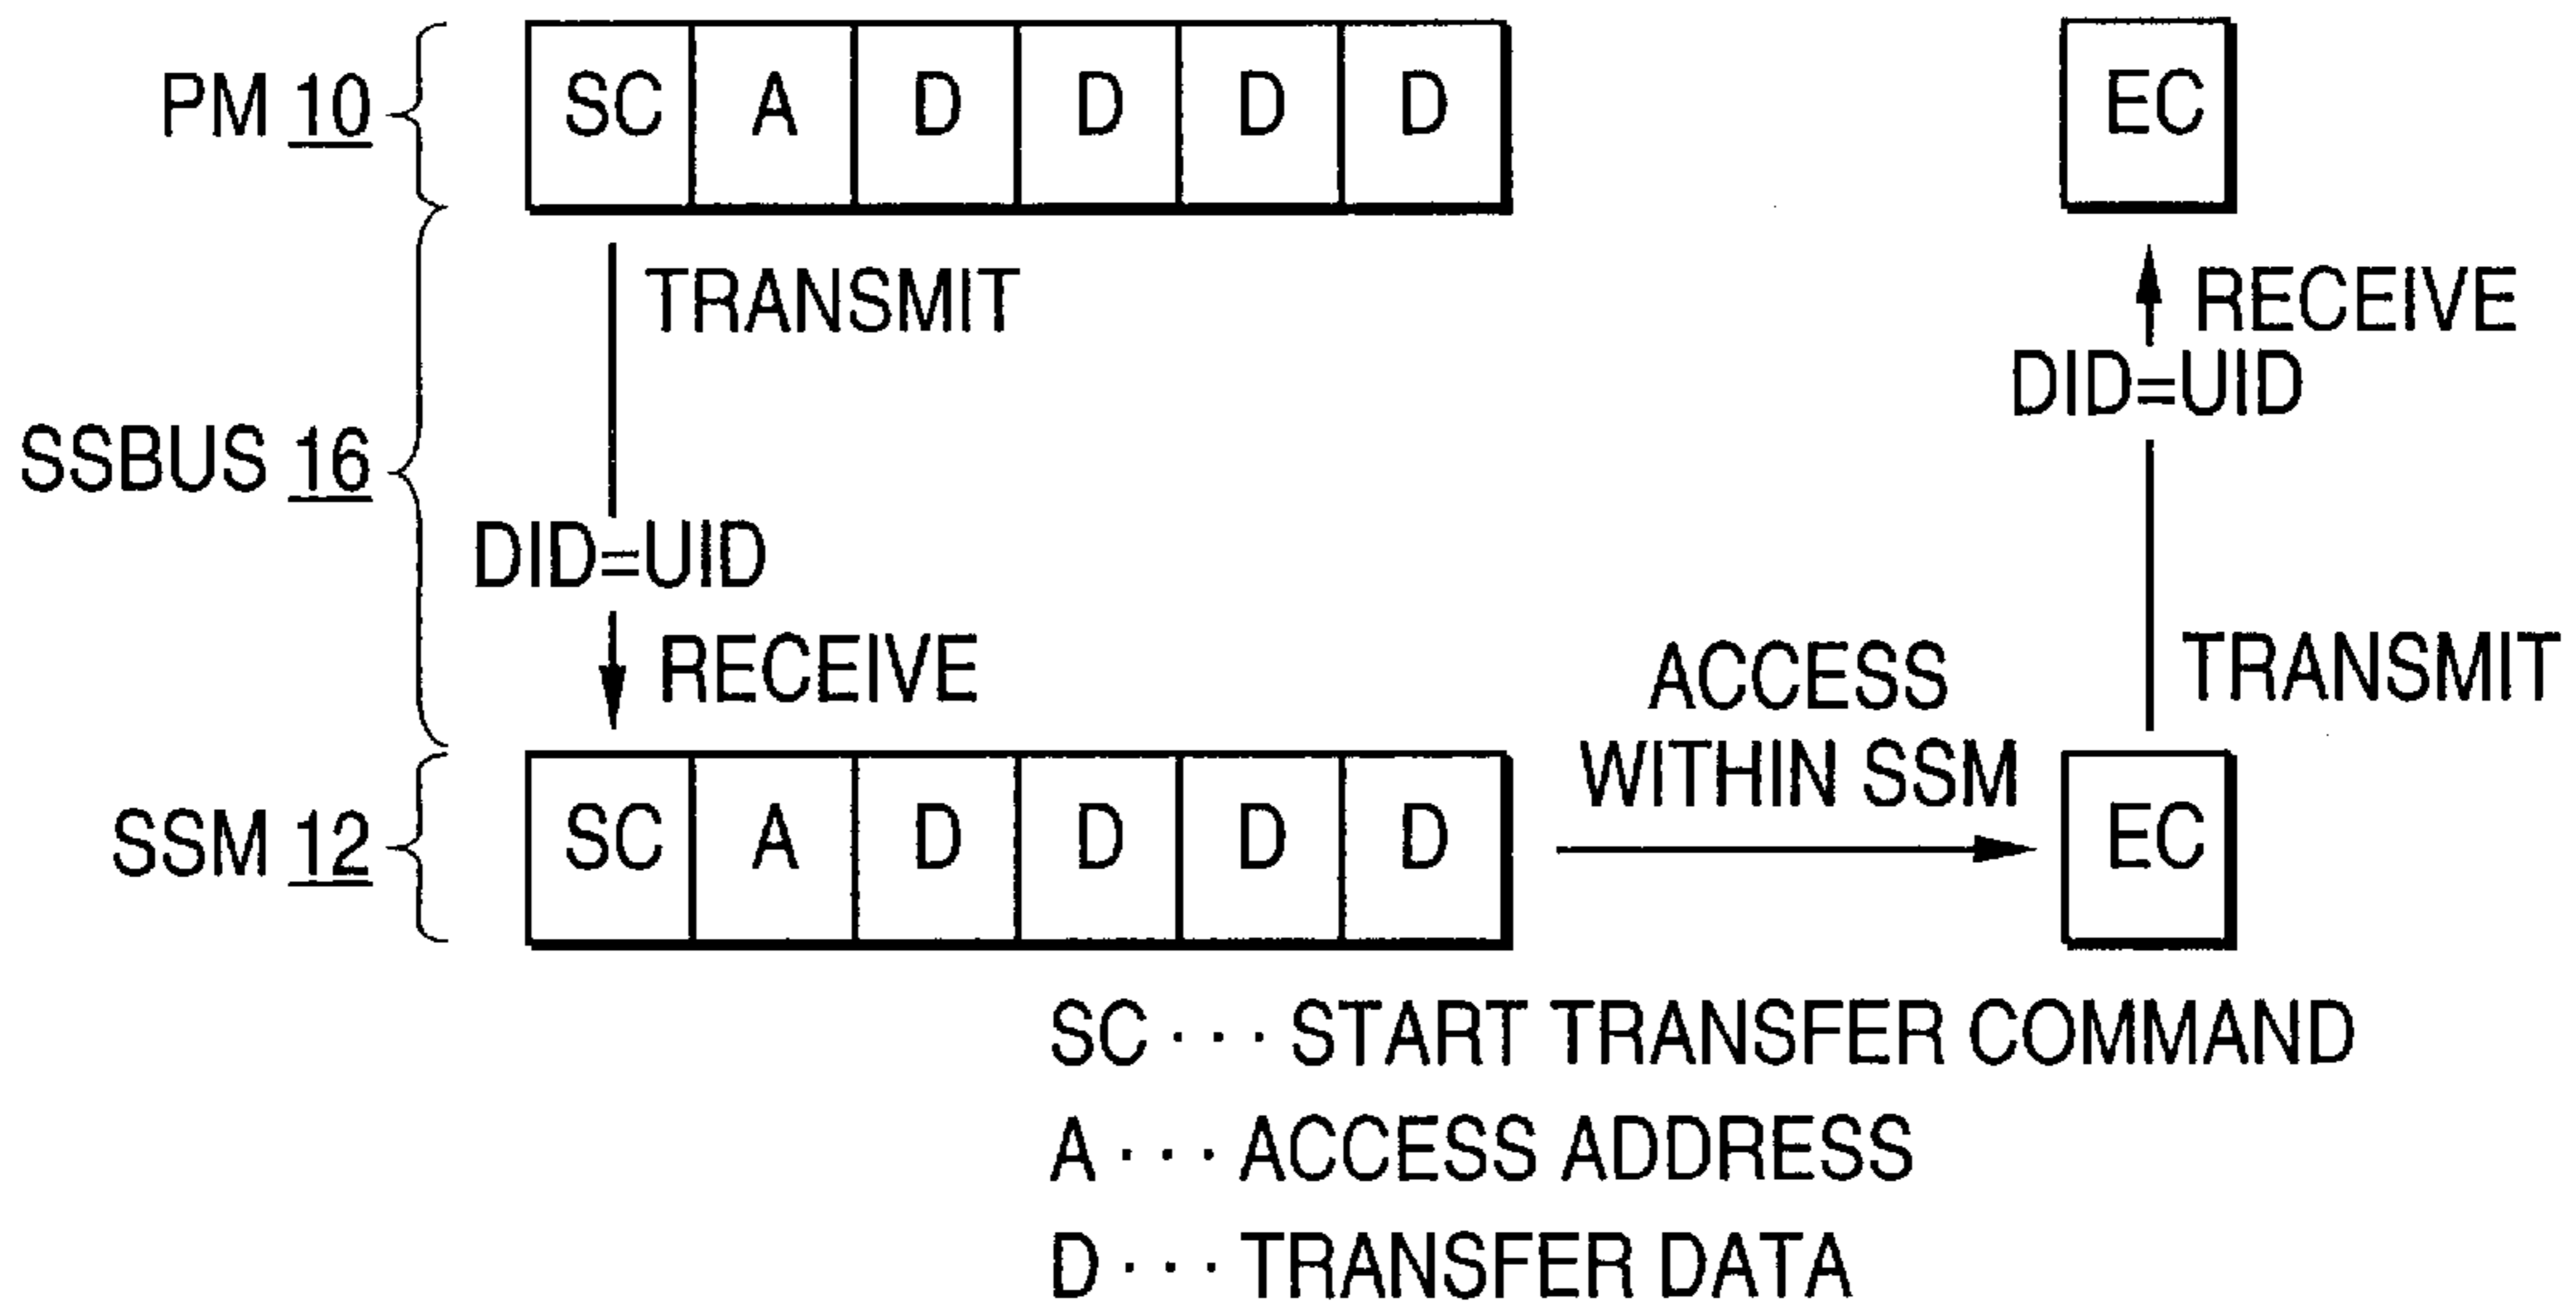 PM 10
SC A D D D D
EC
TRANSMIT
RECEIVE
DID=UID
SSBUS 16
DID=UID
RECEIVE
TRANSMIT
ACCESS
WITHIN SSM
SSM 12
SC A D D D D
EC
SC ··· START TRANSFER COMMAND
A ··· ACCESS ADDRESS
D ··· TRANSFER DATA